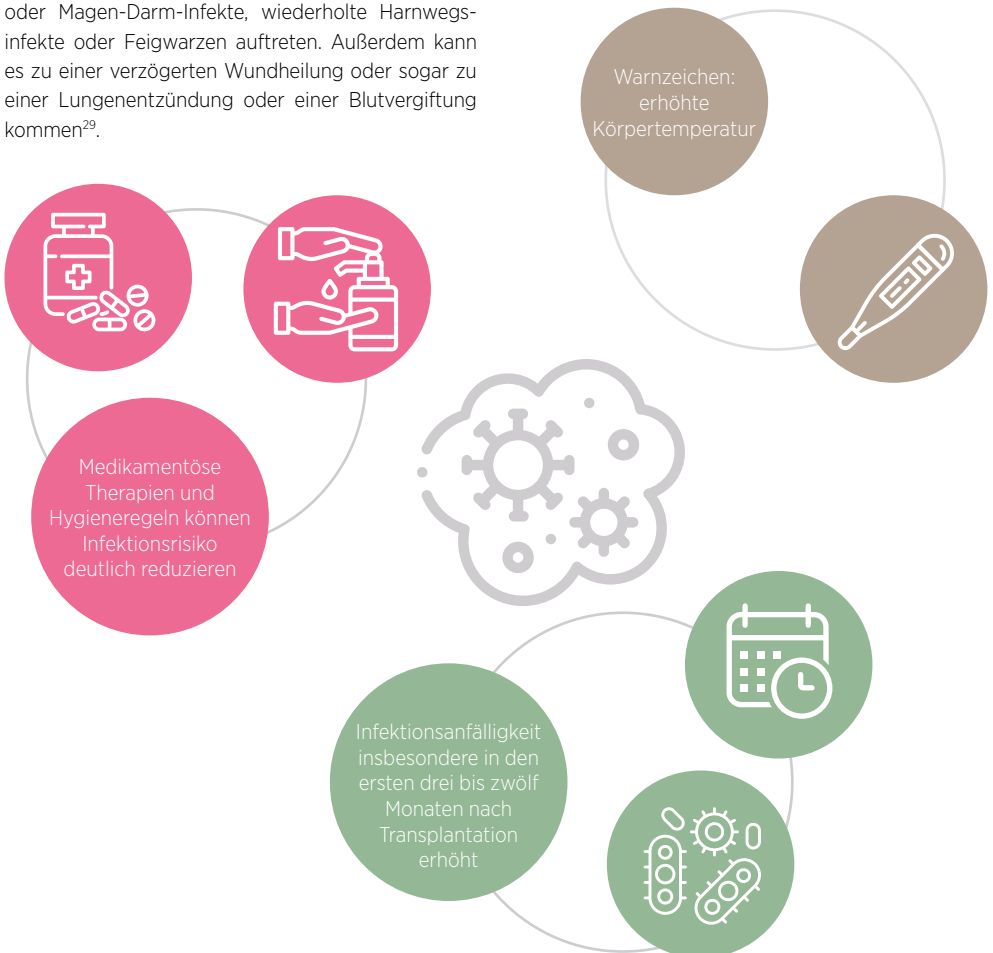 oder Magen-Darm-Infekte, wiederholte Harnwegs-
infekte oder Feigwarzen auftreten. Außerdem kann
es zu einer verzögerten Wundheilung oder sogar zu
einer Lungenentzündung oder einer Blutvergiftung
kommen²⁹.
Warnzeichen:
erhöhte
Körpertemperatur
Medikamentöse
Therapien und
Hygieneregeln können
Infektionsrisiko
deutlich reduzieren
Infektionsanfälligkeit
insbesondere in den
ersten drei bis zwölf
Monaten nach
Transplantation
erhöht